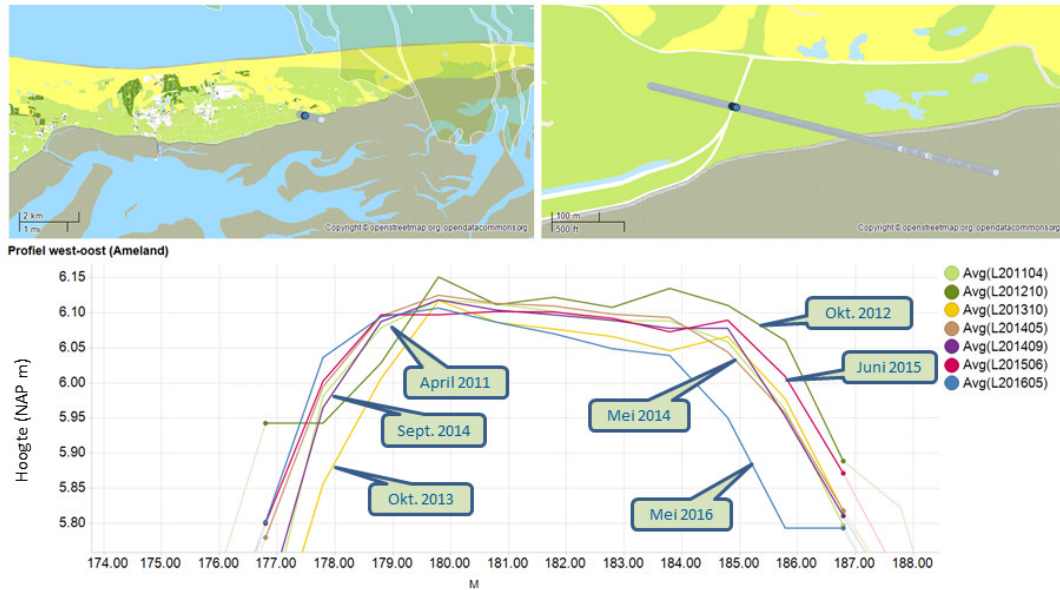 2 km
1 mi
Copyright © openstreetmap org, opendatacommons org
100 m
500 ft
Copyright © openstreetmap.org, opendatacommons.org
Profiel west-oost (Ameland)
Hoogte (NAP m)
6.15
6.10
6.05
6.00
5.95
5.90
5.85
5.80
April 2011
Sept. 2014
Okt. 2013
Okt. 2012
Juni 2015
Mei 2014
Mei 2016
Avg(L201104)
Avg(L201210)
Avg(L201310)
Avg(L201405)
Avg(L201409)
Avg(L201506)
Avg(L201605)
174.00 175.00 176.00 177.00 178.00 179.00 180.00 181.00 182.00 183.00 184.00 185.00 186.00 187.00 188.00
M